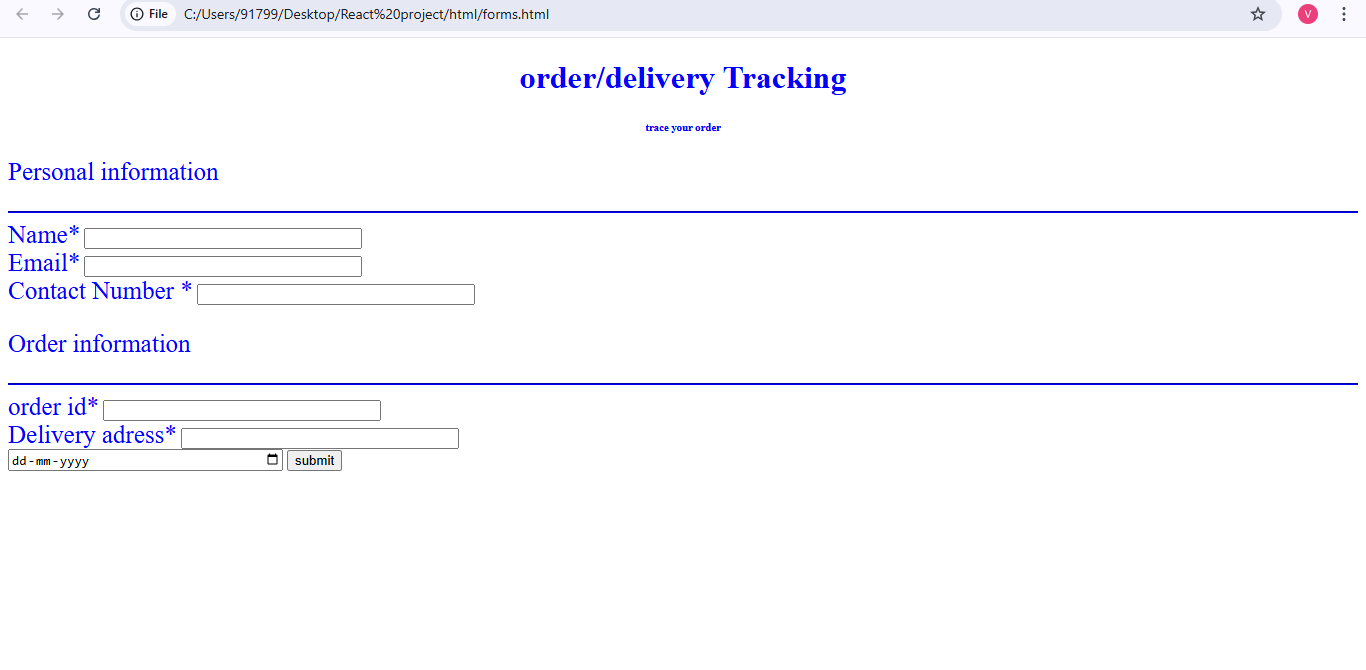 File C:/Users/91799/Desktop/React%20project/html/forms.html V
order/delivery Tracking
trace your order
Personal information
Name*
Email*
Contact Number *
Order information
order id*
Delivery adress*
dd-mm-yyyy submit